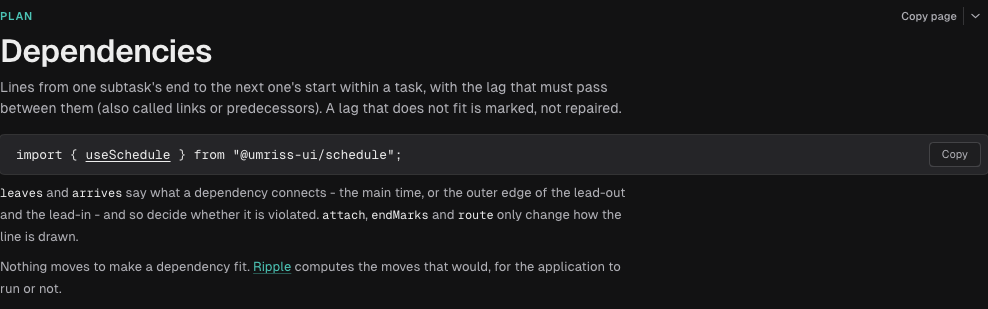 PLAN
Copy page
Dependencies
Lines from one subtask's end to the next one's start within a task, with the lag that must pass
between them (also called links or predecessors). A lag that does not fit is marked, not repaired.
import { useSchedule } from "@umriss-ui/schedule";
Copy
leaves and arrives say what a dependency connects - the main time, or the outer edge of the lead-out
and the lead-in - and so decide whether it is violated. attach, endMarks and route only change how the
line is drawn.
Nothing moves to make a dependency fit. Ripple computes the moves that would, for the application to
run or not.